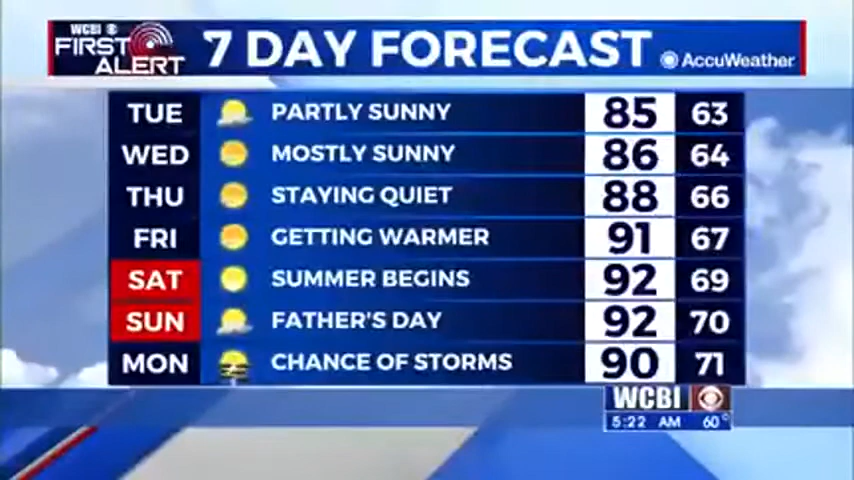 WCBI
FIRST
ALERT
7 DAY FORECAST
AccuWeather
TUE PARTLY SUNNY 85 63
WED MOSTLY SUNNY 86 64
THU STAYING QUIET 88 66
FRI GETTING WARMER 91 67
SAT SUMMER BEGINS 92 69
SUN FATHER'S DAY 92 70
MON CHANCE OF STORMS 90 71
WCBI
5:22 AM 60°